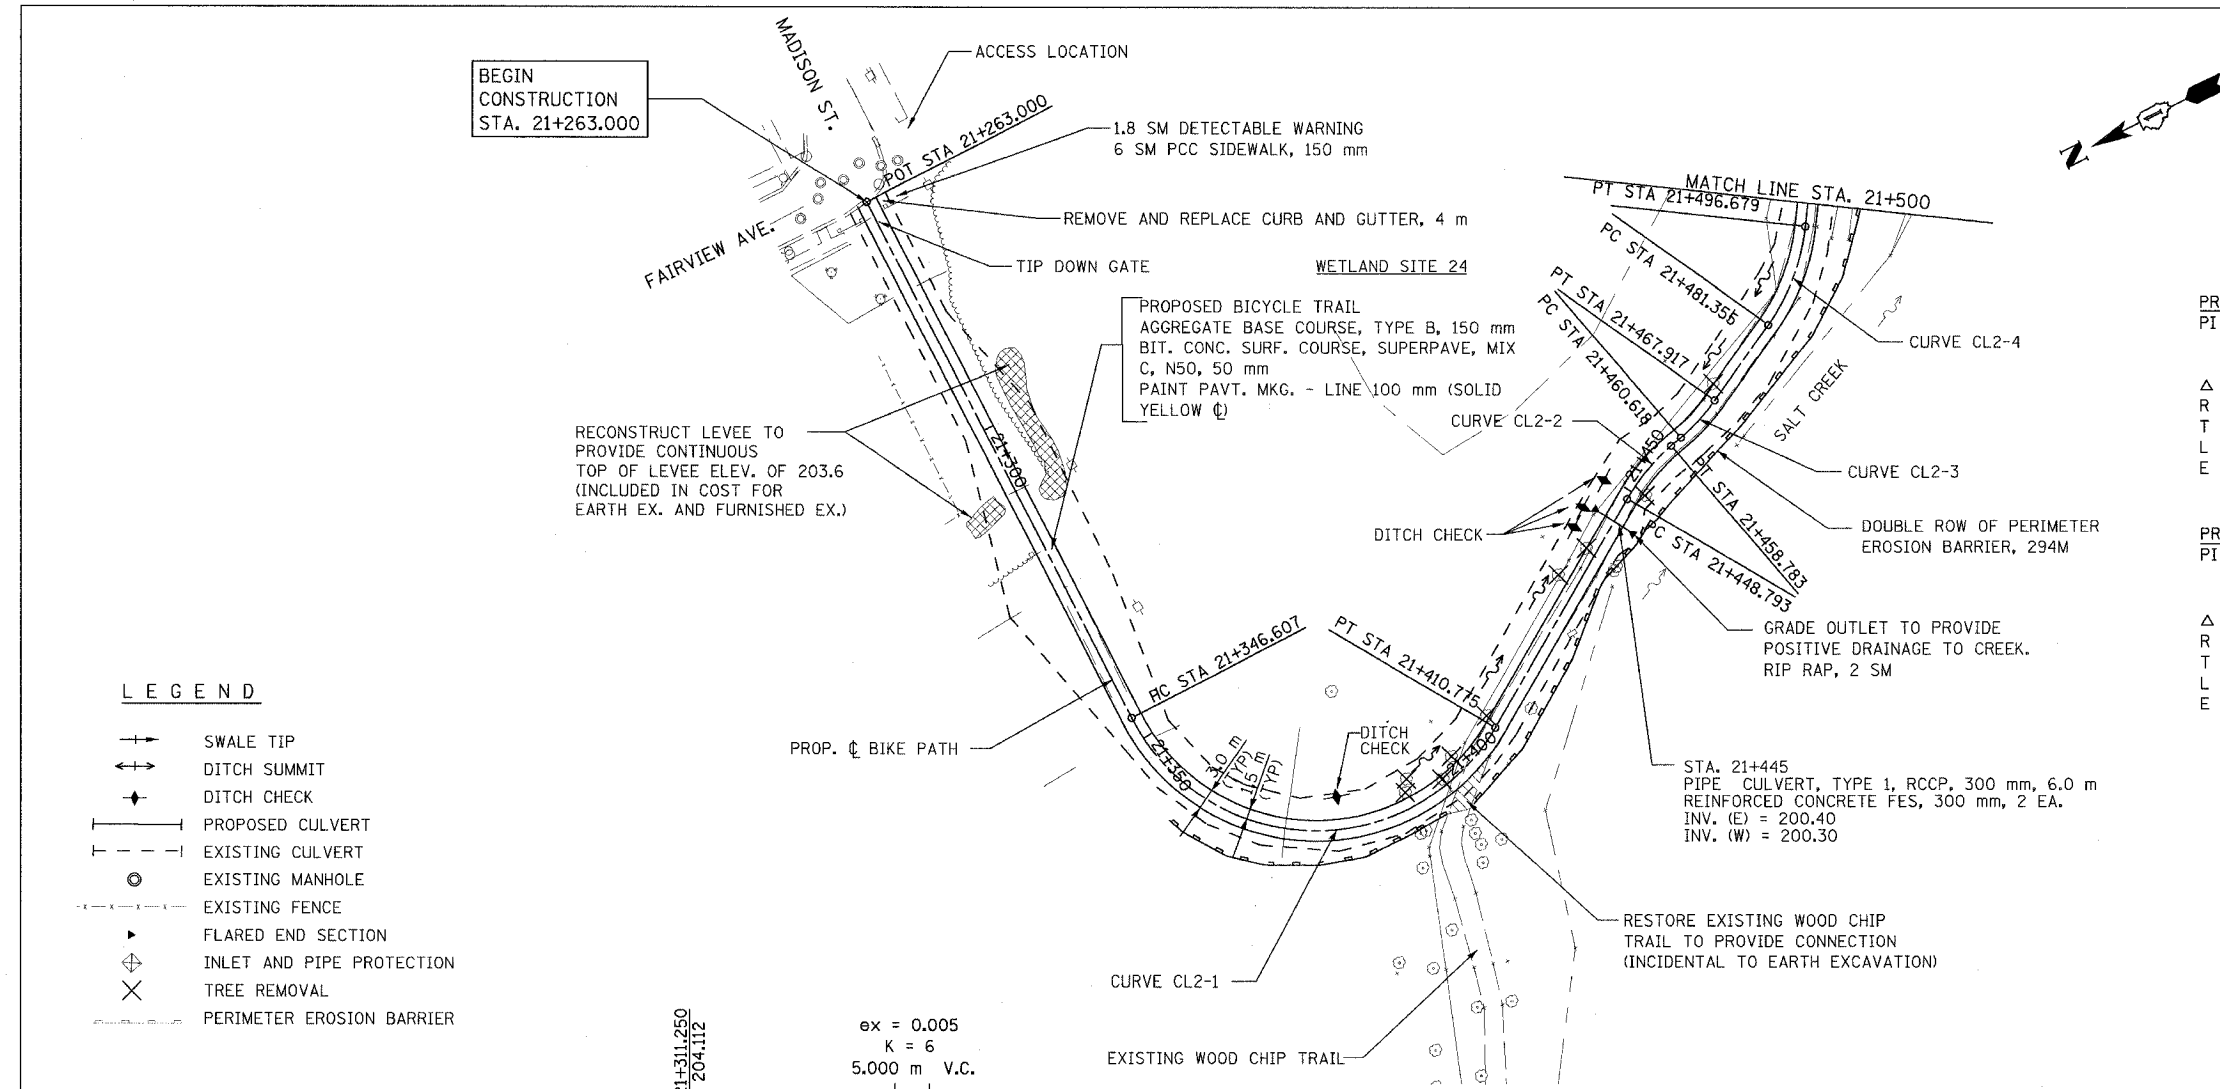 BEGIN
CONSTRUCTION
STA. 21+263.000
MADISON ST.
ACCESS LOCATION
POT STA 21+263.000
1.8 SM DETECTABLE WARNING
6 SM PCC SIDEWALK, 150 mm
REMOVE AND REPLACE CURB AND GUTTER, 4 m
FAIRVIEW AVE.
TIP DOWN GATE
WETLAND SITE 24
PROPOSED BICYCLE TRAIL
AGGREGATE BASE COURSE, TYPE B, 150 mm
BIT. CONC. SURF. COURSE, SUPERPAVE, MIX
C, N50, 50 mm
PAINT PAVT. MKG. - LINE 100 mm (SOLID
YELLOW ℄)
RECONSTRUCT LEVEE TO
PROVIDE CONTINUOUS
TOP OF LEVEE ELEV. OF 203.6
(INCLUDED IN COST FOR
EARTH EX. AND FURNISHED EX.)
21+300
N
MATCH LINE STA. 21+500
PT STA 21+496.679
PC STA 21+481.355
PT STA 21+467.917
PC STA 21+460.618
CURVE CL2-4
SALT CREEK
CURVE CL2-2
21+450
CURVE CL2-3
DITCH CHECK
PT STA 21+458.783
PC STA 21+448.793
DOUBLE ROW OF PERIMETER
EROSION BARRIER, 294M
GRADE OUTLET TO PROVIDE
POSITIVE DRAINAGE TO CREEK.
RIP RAP, 2 SM
PC STA 21+346.607
PT STA 21+410.775
PROP. ℄ BIKE PATH
21+350
3.0 m
(TYP)
1.5 m
(TYP)
DITCH
CHECK
21+400
STA. 21+445
PIPE CULVERT, TYPE 1, RCCP, 300 mm, 6.0 m
REINFORCED CONCRETE FES, 300 mm, 2 EA.
INV. (E) = 200.40
INV. (W) = 200.30
RESTORE EXISTING WOOD CHIP
TRAIL TO PROVIDE CONNECTION
(INCIDENTAL TO EARTH EXCAVATION)
CURVE CL2-1
EXISTING WOOD CHIP TRAIL
LEGEND
SWALE TIP
DITCH SUMMIT
DITCH CHECK
PROPOSED CULVERT
EXISTING CULVERT
EXISTING MANHOLE
EXISTING FENCE
FLARED END SECTION
INLET AND PIPE PROTECTION
TREE REMOVAL
PERIMETER EROSION BARRIER
21+311.250
204.112
ex = 0.005
K = 6
5.000 m V.C.
PR
PI
Δ
R
T
L
E
PR
PI
Δ
R
T
L
E